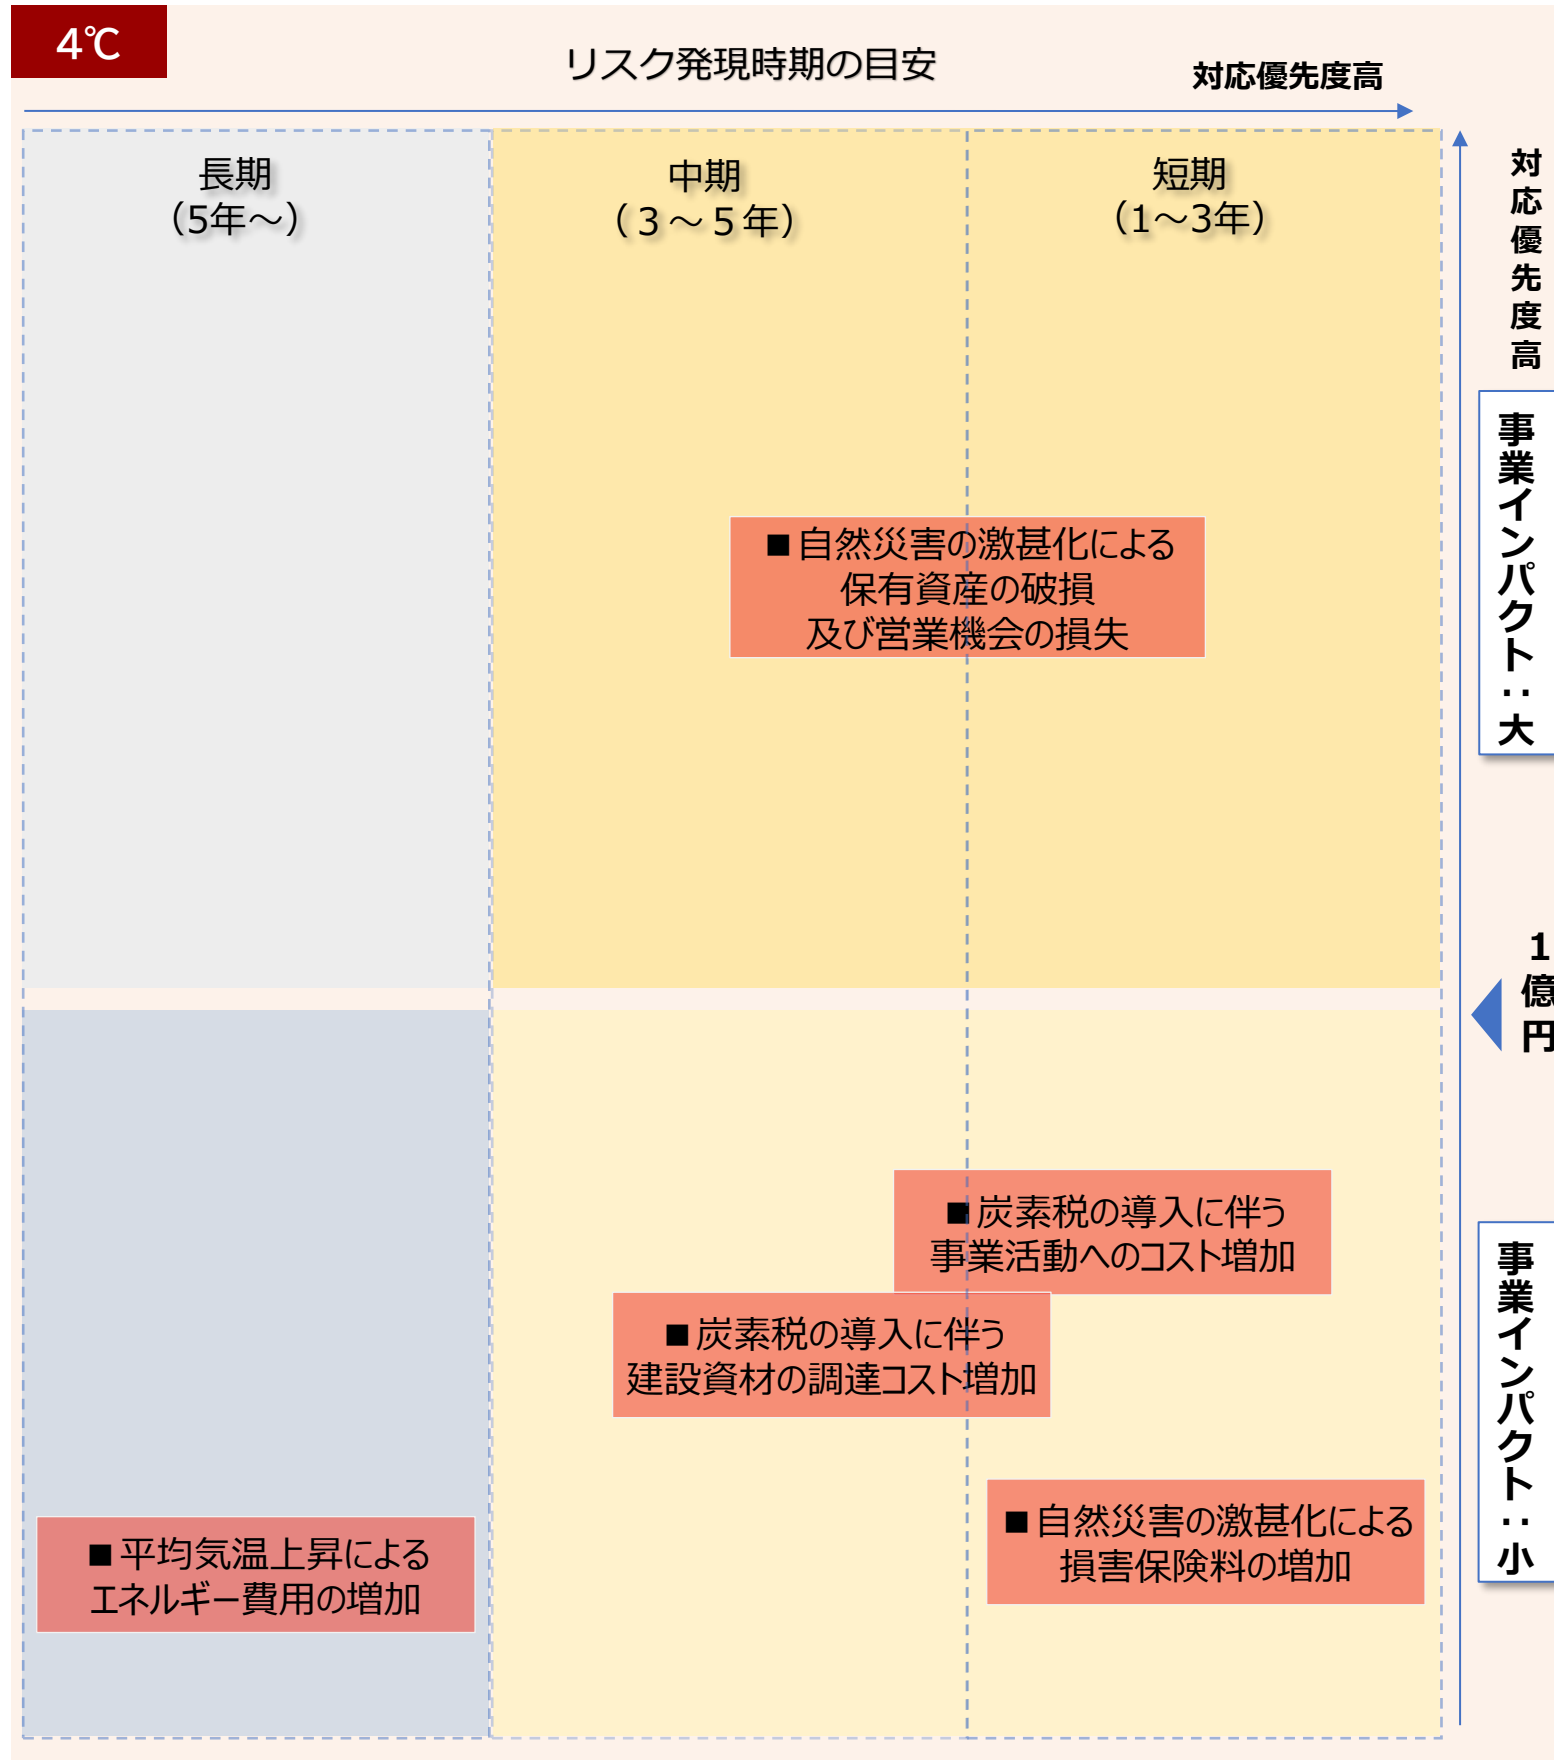 4℃
リスク発現時期の目安
対応優先度高
長期
（5年～）
中期
（３～５年）
短期
（1～3年）
対応優先度高
事業インパクト：大
■自然災害の激甚化による
保有資産の破損
及び営業機会の損失
1億円
■炭素税の導入に伴う
事業活動へのコスト増加
■炭素税の導入に伴う
建設資材の調達コスト増加
事業インパクト：小
■自然災害の激甚化による
損害保険料の増加
■平均気温上昇による
エネルギー費用の増加